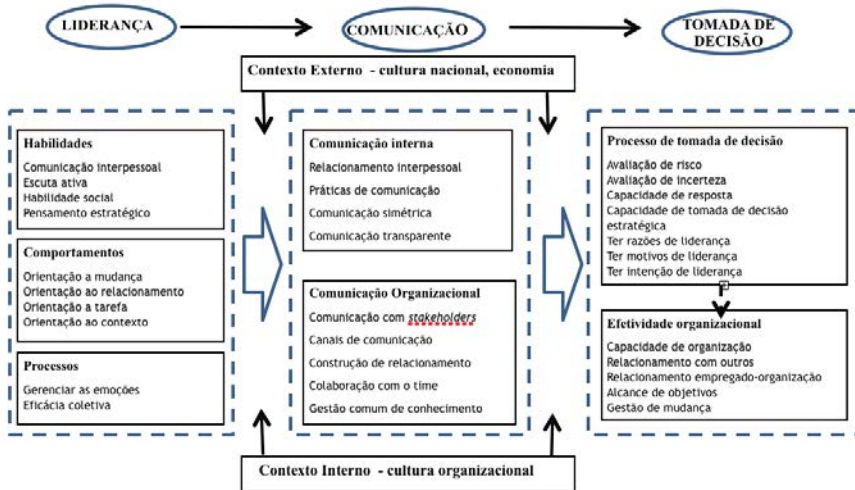 LIDERANÇA
COMUNICAÇÃO
TOMADA DE
DECISÃO
Contexto Externo - cultura nacional, economia
Habilidades
Comunicação interpessoal
Escuta ativa
Habilidade social
Pensamento estratégico
Comportamentos
Orientação a mudança
Orientação ao relacionamento
Orientação a tarefa
Orientação ao contexto
Processos
Gerenciar as emoções
Eficácia coletiva
Comunicação interna
Relacionamento interpessoal
Práticas de comunicação
Comunicação simétrica
Comunicação transparente
Comunicação Organizacional
Comunicação com stakeholders
Canais de comunicação
Construção de relacionamento
Colaboração com o time
Gestão comum de conhecimento
Processo de tomada de decisão
Avaliação de risco
Avaliação de incerteza
Capacidade de resposta
Capacidade de tomada de decisão
estratégica
Ter razões de liderança
Ter motivos de liderança
Ter intenção de liderança
Efetividade organizacional
Capacidade de organização
Relacionamento com outros
Relacionamento empregado-organização
Alcance de objetivos
Gestão de mudança
Contexto Interno - cultura organizacional